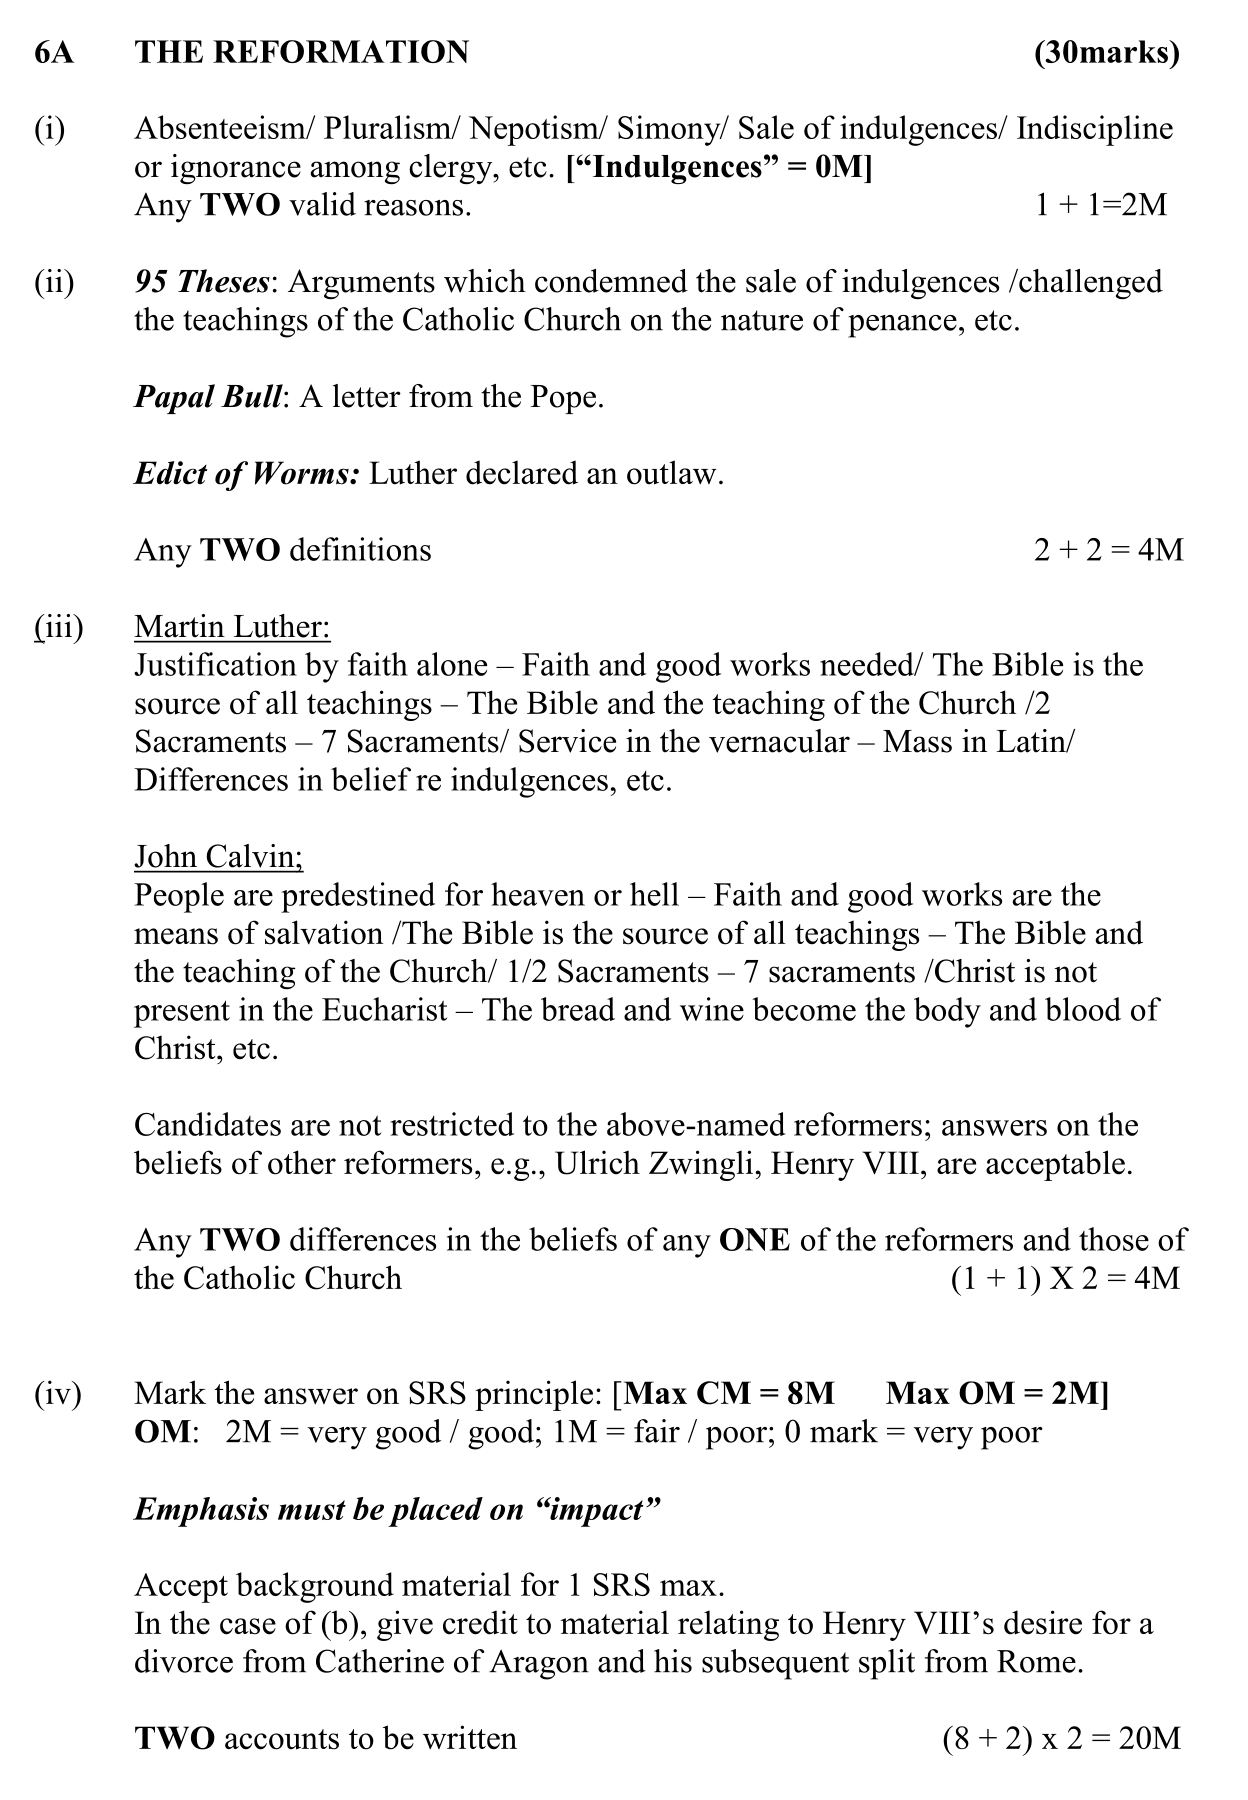 6A THE REFORMATION (30marks)
(i) Absenteeism/ Pluralism/ Nepotism/ Simony/ Sale of indulgences/ Indiscipline
or ignorance among clergy, etc. [“Indulgences” = 0M]
Any TWO valid reasons. 1 + 1=2M
(ii) 95 Theses: Arguments which condemned the sale of indulgences /challenged
the teachings of the Catholic Church on the nature of penance, etc.
Papal Bull: A letter from the Pope.
Edict of Worms: Luther declared an outlaw.
Any TWO definitions 2 + 2 = 4M
(iii) Martin Luther:
Justification by faith alone – Faith and good works needed/ The Bible is the
source of all teachings – The Bible and the teaching of the Church /2
Sacraments – 7 Sacraments/ Service in the vernacular – Mass in Latin/
Differences in belief re indulgences, etc.
John Calvin;
People are predestined for heaven or hell – Faith and good works are the
means of salvation /The Bible is the source of all teachings – The Bible and
the teaching of the Church/ 1/2 Sacraments – 7 sacraments /Christ is not
present in the Eucharist – The bread and wine become the body and blood of
Christ, etc.
Candidates are not restricted to the above-named reformers; answers on the
beliefs of other reformers, e.g., Ulrich Zwingli, Henry VIII, are acceptable.
Any TWO differences in the beliefs of any ONE of the reformers and those of
the Catholic Church (1 + 1) X 2 = 4M
(iv) Mark the answer on SRS principle: [Max CM = 8M Max OM = 2M]
OM: 2M = very good / good; 1M = fair / poor; 0 mark = very poor
Emphasis must be placed on “impact”
Accept background material for 1 SRS max.
In the case of (b), give credit to material relating to Henry VIII’s desire for a
divorce from Catherine of Aragon and his subsequent split from Rome.
TWO accounts to be written (8 + 2) x 2 = 20M